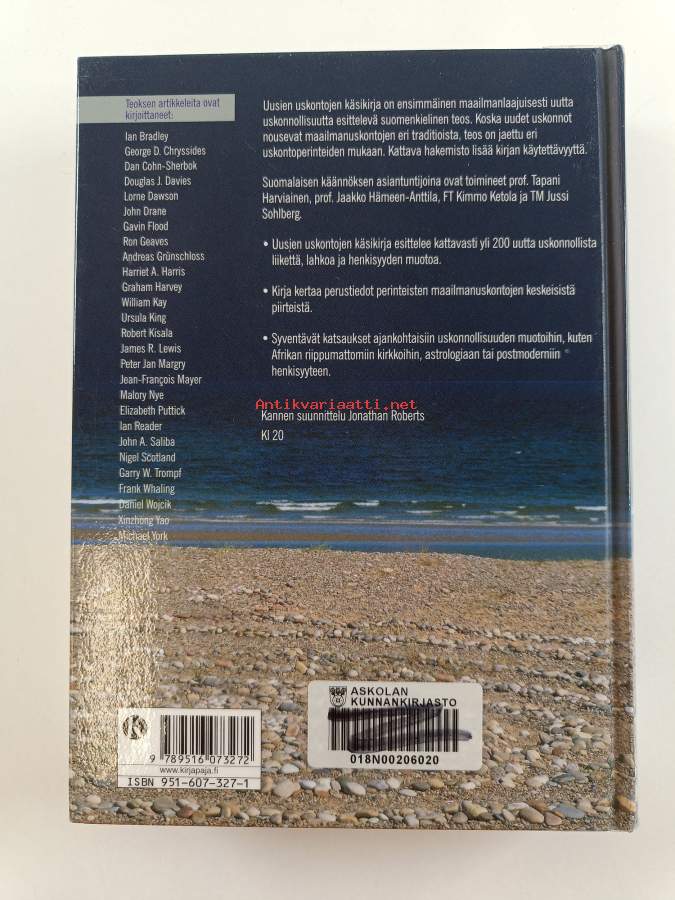 Teoksen artikkeleita ovat
kirjoittaneet:
Ian Bradley
George D. Chryssides
Dan Cohn-Sherbok
Douglas J. Davies
Lorne Dawson
John Drane
Gavin Flood
Ron Geaves
Andreas Grünschloss
Harriet A. Harris
Graham Harvey
William Kay
Ursula King
Robert Kisala
James R. Lewis
Peter Jan Margry
Jean-François Mayer
Malory Nye
Elizabeth Puttick
Ian Reader
John A. Saliba
Nigel Scotland
Garry W. Trompf
Frank Whaling
Daniel Wojcik
Xinzhong Yao
Michael York
Uusien uskontojen käsikirja on ensimmäinen maailmanlaajuisesti uutta
uskonnollisuutta esittelevä suomenkielinen teos. Koska uudet uskonnot
nousevat maailmanuskontojen eri traditioista, teos on jaettu eri
uskontoperinteiden mukaan. Kattava hakemisto lisää kirjan käytettävyyttä.
Suomalaisen käännöksen asiantuntijoina ovat toimineet prof. Tapani
Harviainen, prof. Jaakko Hämeen-Anttila, FT Kimmo Ketola ja TM Jussi
Sohlberg.
• Uusien uskontojen käsikirja esittelee kattavasti yli 200 uutta uskonnollista
liikettä, lahkoa ja henkisyyden muotoa.
• Kirja kertaa perustiedot perinteisten maailmanuskontojen keskeisistä
piirteistä.
• Syventävät katsaukset ajankohtaisiin uskonnollisuuden muotoihin, kuten
Afrikan riippumattomiin kirkkoihin, astrologiaan tai postmoderniin
henkisyyteen.
Antikvariaatti.net
Kannen suunnittelu Jonathan Roberts
Kl 20
ASKOLAN
KUNNANKIRJASTO
018N00206020
K
9 789516 073272
www.kirjapaja.fi
ISBN 951-607-327-1